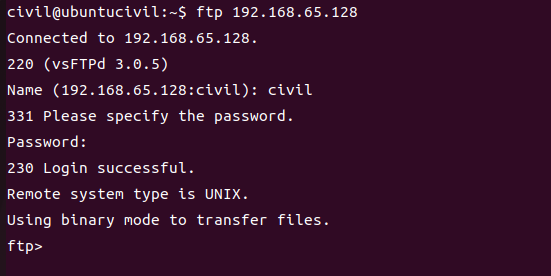 civil@ubuntucivil:~$ ftp 192.168.65.128
Connected to 192.168.65.128.
220 (vsFTPd 3.0.5)
Name (192.168.65.128:civil): civil
331 Please specify the password.
Password:
230 Login successful.
Remote system type is UNIX.
Using binary mode to transfer files.
ftp>